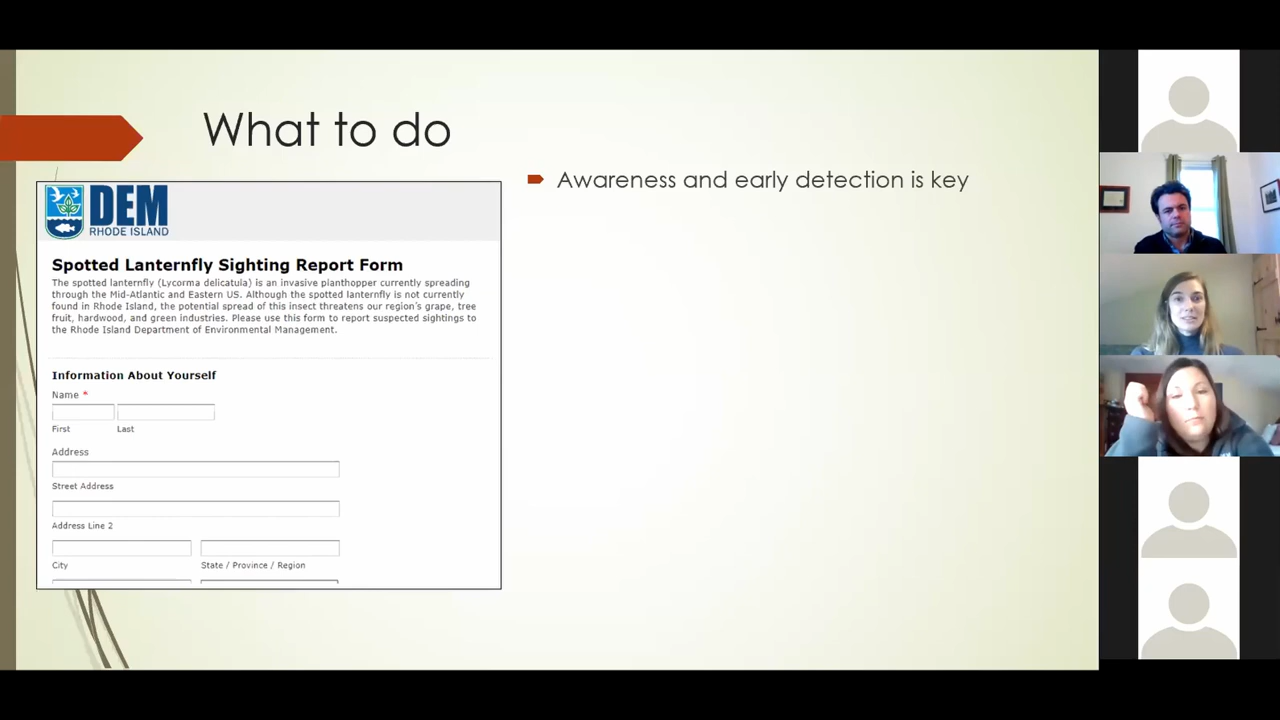 What to do
Awareness and early detection is key
DEM
RHODE ISLAND
Spotted Lanternfly Sighting Report Form
The spotted lanternfly (Lycorma delicatula) is an invasive planthopper currently spreading
through the Mid-Atlantic and Eastern US. Although the spotted lanternfly is not currently
found in Rhode Island, the potential spread of this insect threatens our region's grape, tree
fruit, hardwood, and green industries. Please use this form to report suspected sightings to
the Rhode Island Department of Environmental Management.
Information About Yourself
Name *
First Last
Address
Street Address
Address Line 2
City State / Province / Region